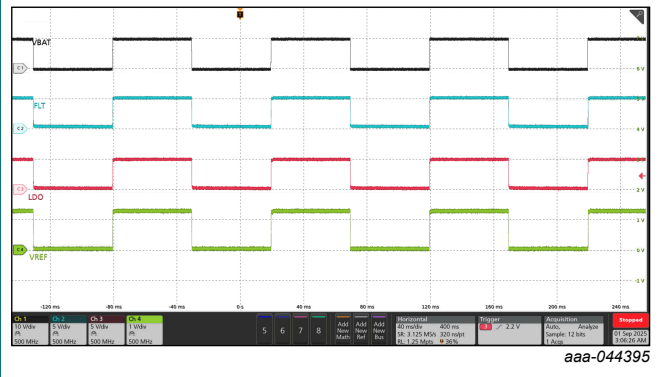 VBAT
C1
6 V
FLT
C2
4 V
C3
2 V
LDO
1 V
C4
0 V
VREF
-1 V
-120 ms -80 ms -40 ms 0 s 40 ms 80 ms 120 ms 160 ms 200 ms 240 ms
Ch 1 Ch 2 Ch 3 Ch 4
10 V/div 5 V/div 5 V/div 1 V/div
500 MHz 500 MHz 500 MHz 500 MHz
5 6 7 8
Add New Math Add New Ref Add New Bus
Horizontal
40 ms/div 400 ms
SR: 3.125 MS/s 320 ns/pt
RL: 1.25 Mpts 36%
Trigger
3 2.2 V
Acquisition
Auto, Analyze
Sample: 12 bits
1 Acqs
Stopped
01 Sep 2025
3:06:26 AM
aaa-044395